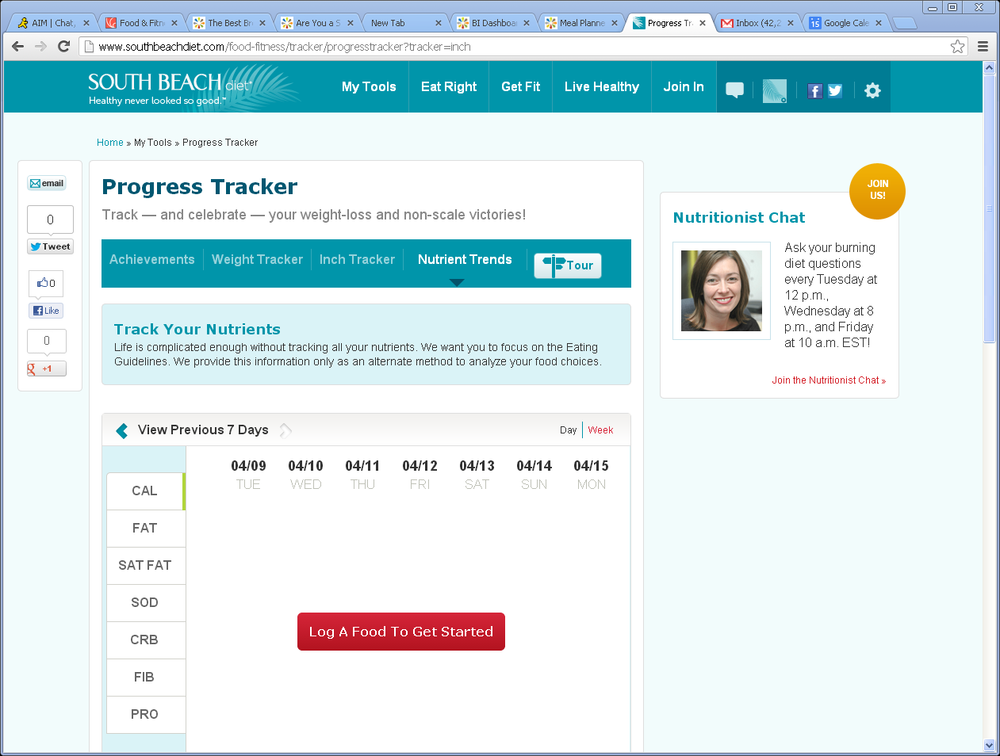 AIM | Chat,
Food & Fitn
The Best Br
Are You a S
New Tab
BI Dashboa
Meal Planne
Progress Tr
Inbox (42,2
15
Google Cale
www.southbeachdiet.com/food-fitness/tracker/progresstracker?tracker=inch
SOUTH BEACH diet
Healthy never looked so good.™
My Tools
Eat Right
Get Fit
Live Healthy
Join In
Home » My Tools » Progress Tracker
email
0
Tweet
0
Like
0
+1
Progress Tracker
Track — and celebrate — your weight-loss and non-scale victories!
Achievements
Weight Tracker
Inch Tracker
Nutrient Trends
Tour
Track Your Nutrients
Life is complicated enough without tracking all your nutrients. We want you to focus on the Eating
Guidelines. We provide this information only as an alternate method to analyze your food choices.
View Previous 7 Days
Day
Week
04/09 04/10 04/11 04/12 04/13 04/14 04/15
TUE WED THU FRI SAT SUN MON
CAL
FAT
SAT FAT
SOD
CRB
FIB
PRO
Log A Food To Get Started
JOIN
US!
Nutritionist Chat
Ask your burning
diet questions
every Tuesday at
12 p.m.,
Wednesday at 8
p.m., and Friday
at 10 a.m. EST!
Join the Nutritionist Chat »